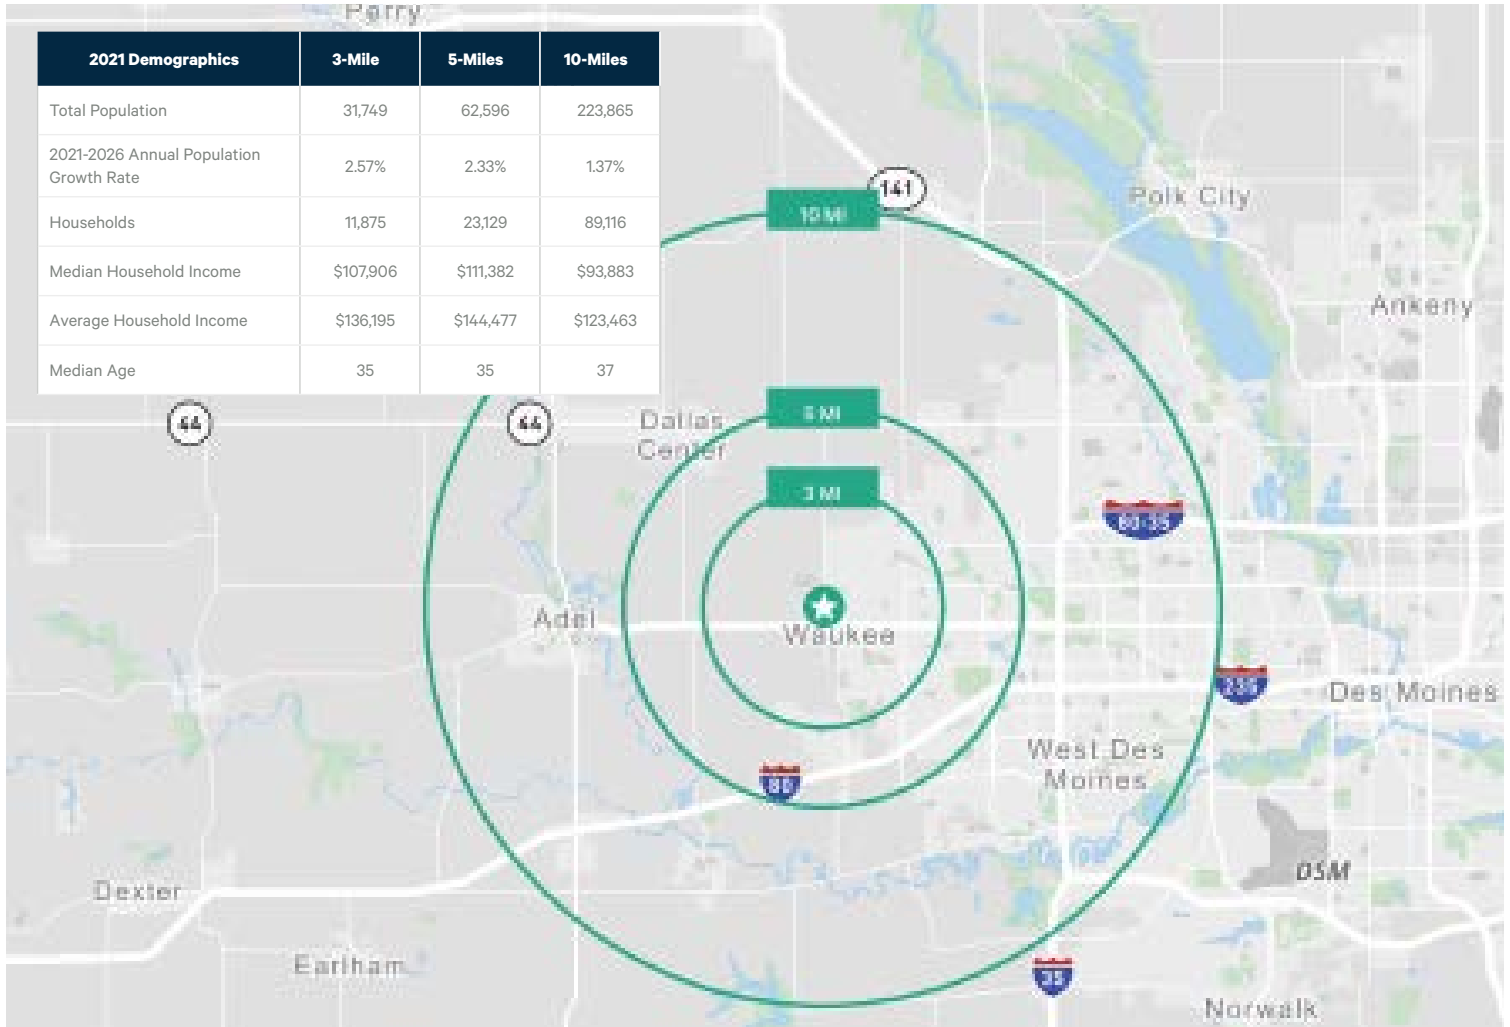 Perry
2021 Demographics 3-Mile 5-Miles 10-Miles
Total Population 31,749 62,596 223,865
2021-2026 Annual Population
Growth Rate 2.57% 2.33% 1.37%
Households 11,875 23,129 89,116
Median Household Income $107,906 $111,382 $93,883
Average Household Income $136,195 $144,477 $123,463
Median Age 35 35 37
141
10 MI
Polk City
Ankeny
44
44
Dallas
Center
5 MI
3 MI
80-35
Adel
Waukee
235
Des Moines
West Des
Moines
80
DSM
Dexter
Earlham
35
Norwalk